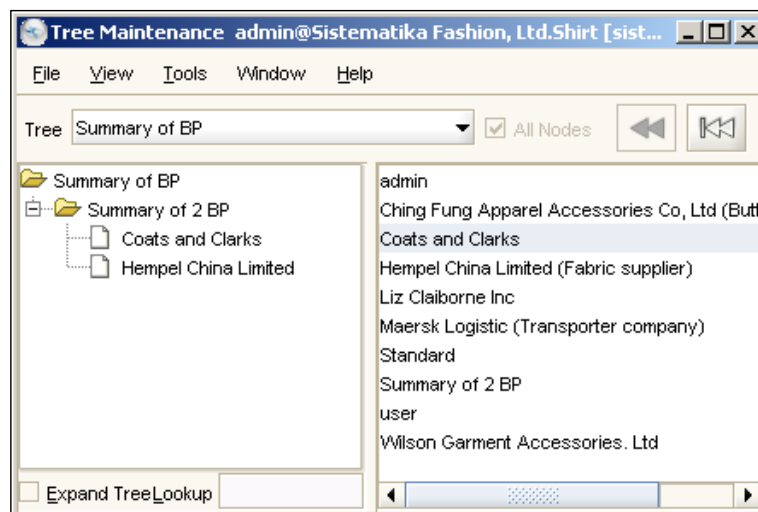 Tree Maintenance admin@Sistematika Fashion, Ltd.Shirt [sist...
File View Tools Window Help
Tree Summary of BP All Nodes
Summary of BP
Summary of 2 BP
Coats and Clarks
Hempel China Limited
admin
Ching Fung Apparel Accessories Co, Ltd (Butt
Coats and Clarks
Hempel China Limited (Fabric supplier)
Liz Claiborne Inc
Maersk Logistic (Transporter company)
Standard
Summary of 2 BP
user
Wilson Garment Accessories. Ltd
Expand Tree Lookup